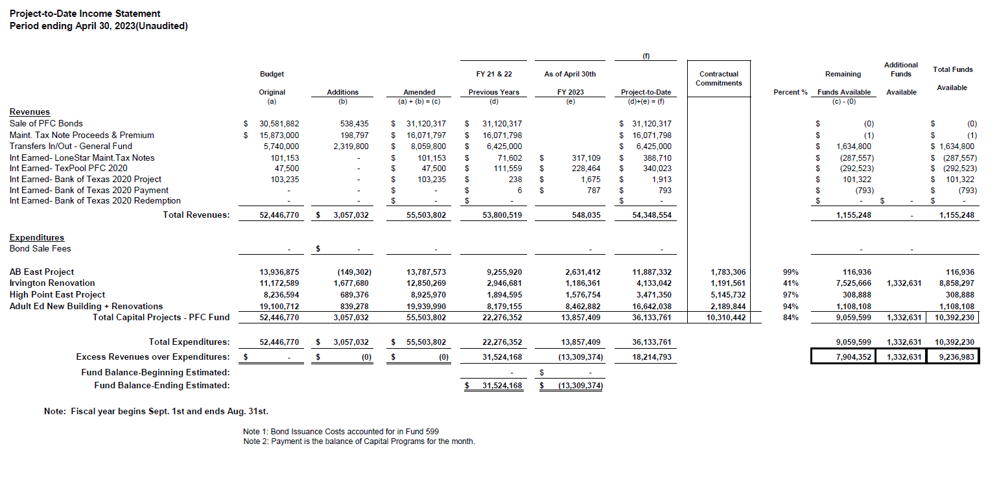 Project-to-Date Income Statement
Period ending April 30, 2023(Unaudited)
(f)
Budget FY 21 & 22 As of April 30th Contractual Commitments Remaining Additional Funds Total Funds
Original Additions Amended Previous Years FY 2023 Project-to-Date Percent % Funds Available Available Available
(a) (b) (a) + (b) = (c) (d) (e) (d)+(e) = (f) (c) - (0)
Revenues
Sale of PFC Bonds $ 30,581,882 538,435 $ 31,120,317 $ 31,120,317 $ 31,120,317 $ (0) $ (0)
Maint. Tax Note Proceeds & Premium $ 15,873,000 198,797 $ 16,071,797 $ 16,071,798 $ 16,071,798 $ (1) $ (1)
Transfers In/Out - General Fund 5,740,000 2,319,800 $ 8,059,800 $ 6,425,000 $ 6,425,000 $ 1,634,800 $ 1,634,800
Int Earned- LoneStar Maint.Tax Notes 101,153 - $ 101,153 $ 71,602 $ 317,109 $ 388,710 $ (287,557) $ (287,557)
Int Earned- TexPool PFC 2020 47,500 - $ 47,500 $ 111,559 $ 228,464 $ 340,023 $ (292,523) $ (292,523)
Int Earned- Bank of Texas 2020 Project 103,235 - $ 103,235 $ 238 $ 1,675 $ 1,913 $ 101,322 $ 101,322
Int Earned- Bank of Texas 2020 Payment - - $ - $ 6 $ 787 $ 793 $ (793) $ (793)
Int Earned- Bank of Texas 2020 Redemption - - $ - $ - $ - $ - $ - $ -
Total Revenues: 52,446,770 $ 3,057,032 55,503,802 53,800,519 548,035 54,348,554 1,155,248 - 1,155,248
Expenditures
Bond Sale Fees - $ - - - - - -
AB East Project 13,936,875 (149,302) 13,787,573 9,255,920 2,631,412 11,887,332 1,783,306 99% 116,936 116,936
Irvington Renovation 11,172,589 1,677,680 12,850,269 2,946,681 1,186,361 4,133,042 1,191,561 41% 7,525,666 1,332,631 8,858,297
High Point East Project 8,236,594 689,376 8,925,970 1,894,595 1,576,754 3,471,350 5,145,732 97% 308,888 308,888
Adult Ed New Building + Renovations 19,100,712 839,278 19,939,990 8,179,155 8,462,882 16,642,038 2,189,844 94% 1,108,108 1,108,108
Total Capital Projects - PFC Fund 52,446,770 3,057,032 55,503,802 22,276,352 13,857,409 36,133,761 10,310,442 84% 9,059,599 1,332,631 10,392,230
Total Expenditures: 52,446,770 $ 3,057,032 $ 55,503,802 22,276,352 13,857,409 36,133,761 9,059,599 1,332,631 10,392,230
Excess Revenues over Expenditures: $ - $ (0) $ (0) 31,524,168 (13,309,374) 18,214,793 7,904,352 1,332,631 9,236,983
Fund Balance-Beginning Estimated: - $ -
Fund Balance-Ending Estimated: $ 31,524,168 $ (13,309,374)
Note: Fiscal year begins Sept. 1st and ends Aug. 31st.
Note 1: Bond Issuance Costs accounted for in Fund 599
Note 2: Payment is the balance of Capital Programs for the month.